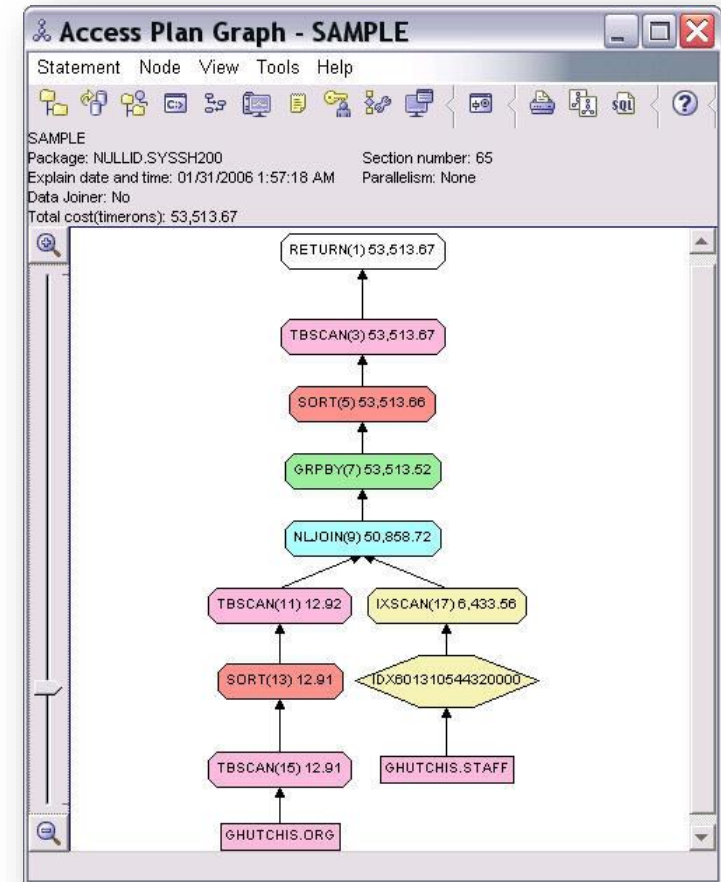 Access Plan Graph - SAMPLE
Statement Node View Tools Help
SQL
SAMPLE
Package: NULLID.SYSSH200 Section number: 65
Explain date and time: 01/31/2006 1:57:18 AM Parallelism: None
Data Joiner: No
Total cost(timerons): 53,513.67
RETURN(1) 53,513.67
TBSCAN(3) 53,513.67
SORT(5) 53,513.66
GRPBY(7) 53,513.52
NLJOIN(9) 50,858.72
TBSCAN(11) 12.92 IXSCAN(17) 6,433.56
SORT(13) 12.91 IDX601310544320000
TBSCAN(15) 12.91 GHUTCHIS.STAFF
GHUTCHIS.ORG